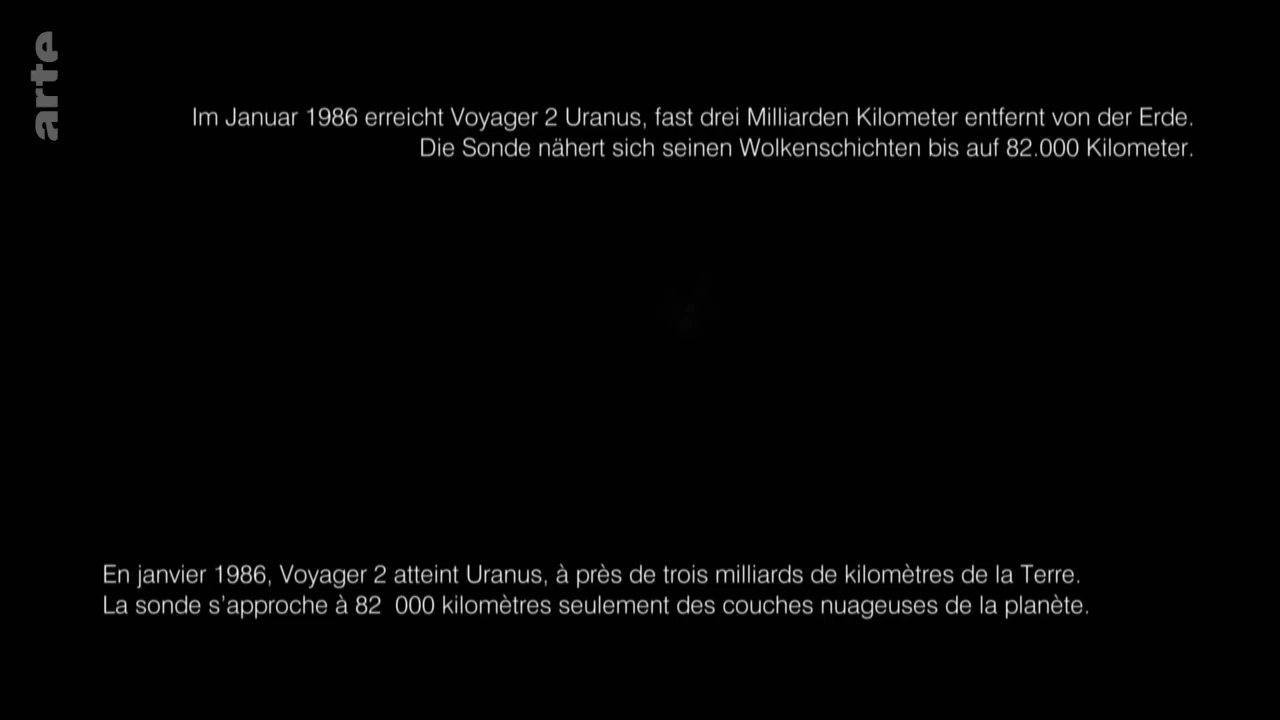 arte
Im Januar 1986 erreicht Voyager 2 Uranus, fast drei Milliarden Kilometer entfernt von der Erde.
Die Sonde nähert sich seinen Wolkenschichten bis auf 82.000 Kilometer.
En janvier 1986, Voyager 2 atteint Uranus, à près de trois milliards de kilomètres de la Terre.
La sonde s’approche à 82  000 kilomètres seulement des couches nuageuses de la planète.